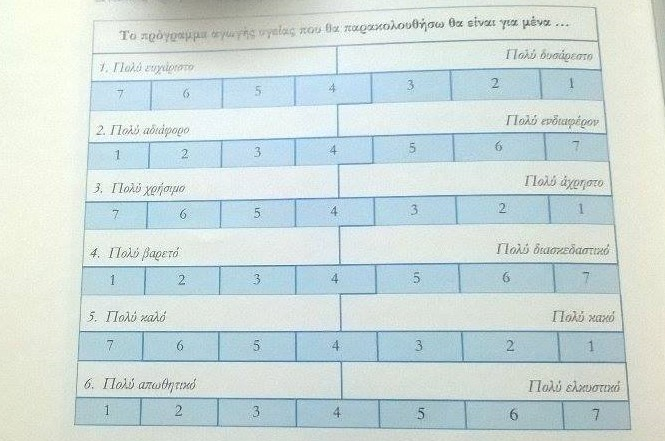 Το πρόγραμμα αγωγής υγείας που θα παρακολουθήσω θα είναι για μένα ...
1. Πολύ ευχάριστο Πολύ δυσάρεστο
7 6 5 4 3 2 1
2. Πολύ αδιάφορο Πολύ ενδιαφέρον
1 2 3 4 5 6 7
3. Πολύ χρήσιμο Πολύ άχρηστο
7 6 5 4 3 2 1
4. Πολύ βαρετό Πολύ διασκεδαστικό
1 2 3 4 5 6 7
5. Πολύ καλό Πολύ κακό
7 6 5 4 3 2 1
6. Πολύ απωθητικό Πολύ ελκυστικό
1 2 3 4 5 6 7